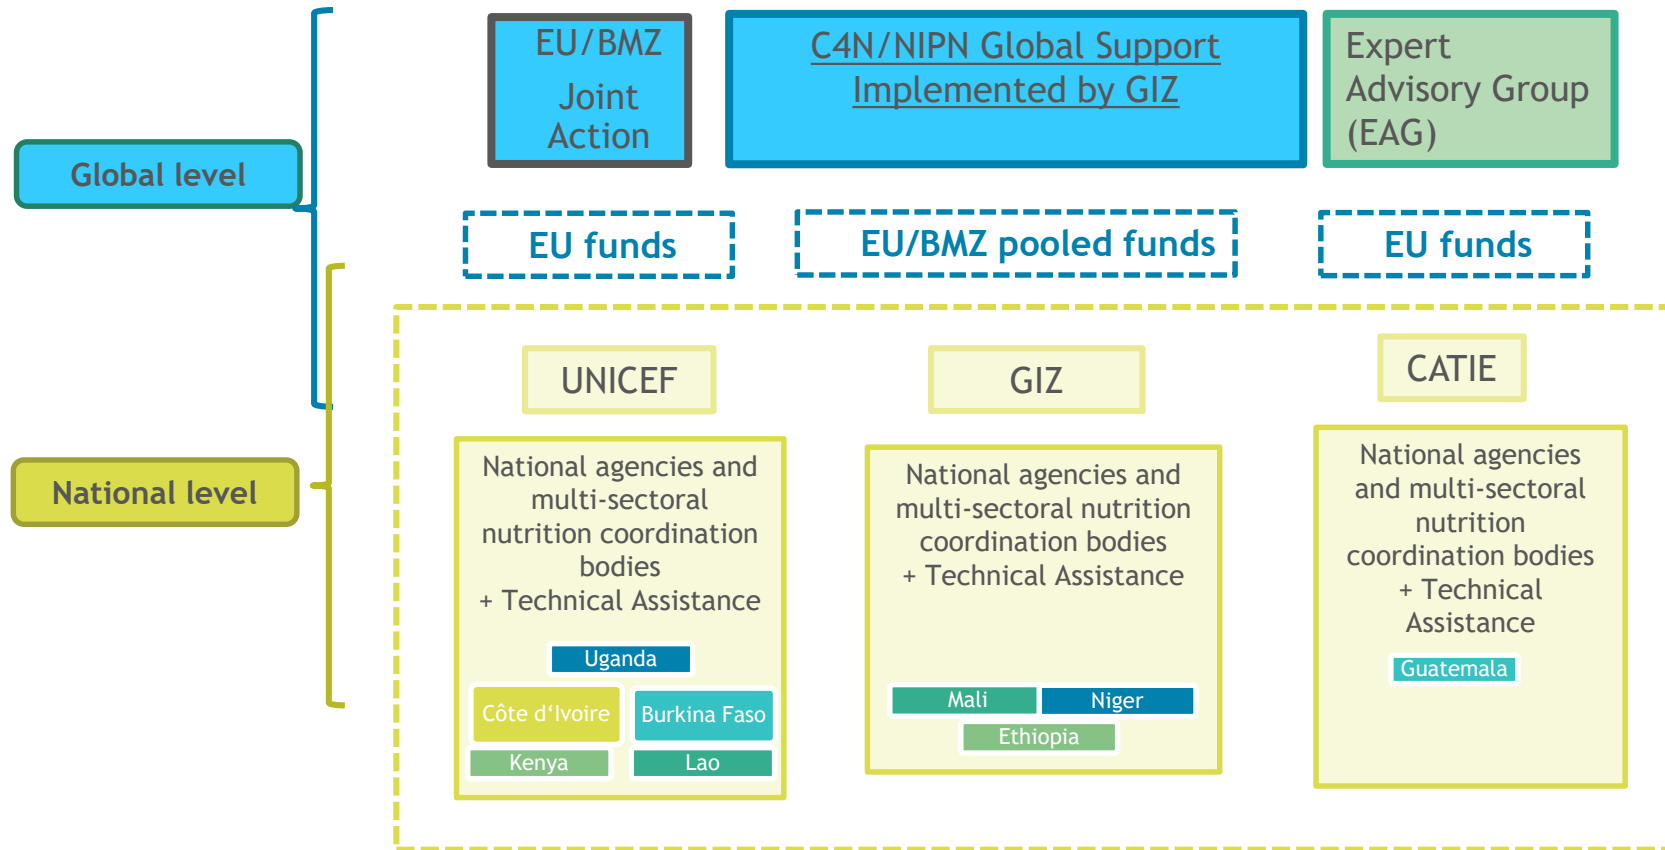 EU/BMZ
Joint
Action
C4N/NIPN Global Support
Implemented by GIZ
Expert
Advisory Group
(EAG)
Global level
EU funds
EU/BMZ pooled funds
EU funds
National level
UNICEF
National agencies and
multi-sectoral
nutrition coordination
bodies
+ Technical Assistance
Uganda
Côte d‘Ivoire
Burkina Faso
Kenya
Lao
GIZ
National agencies and
multi-sectoral nutrition
coordination bodies
+ Technical Assistance
Mali
Niger
Ethiopia
CATIE
National agencies
and multi-sectoral
nutrition
coordination bodies
+ Technical
Assistance
Guatemala